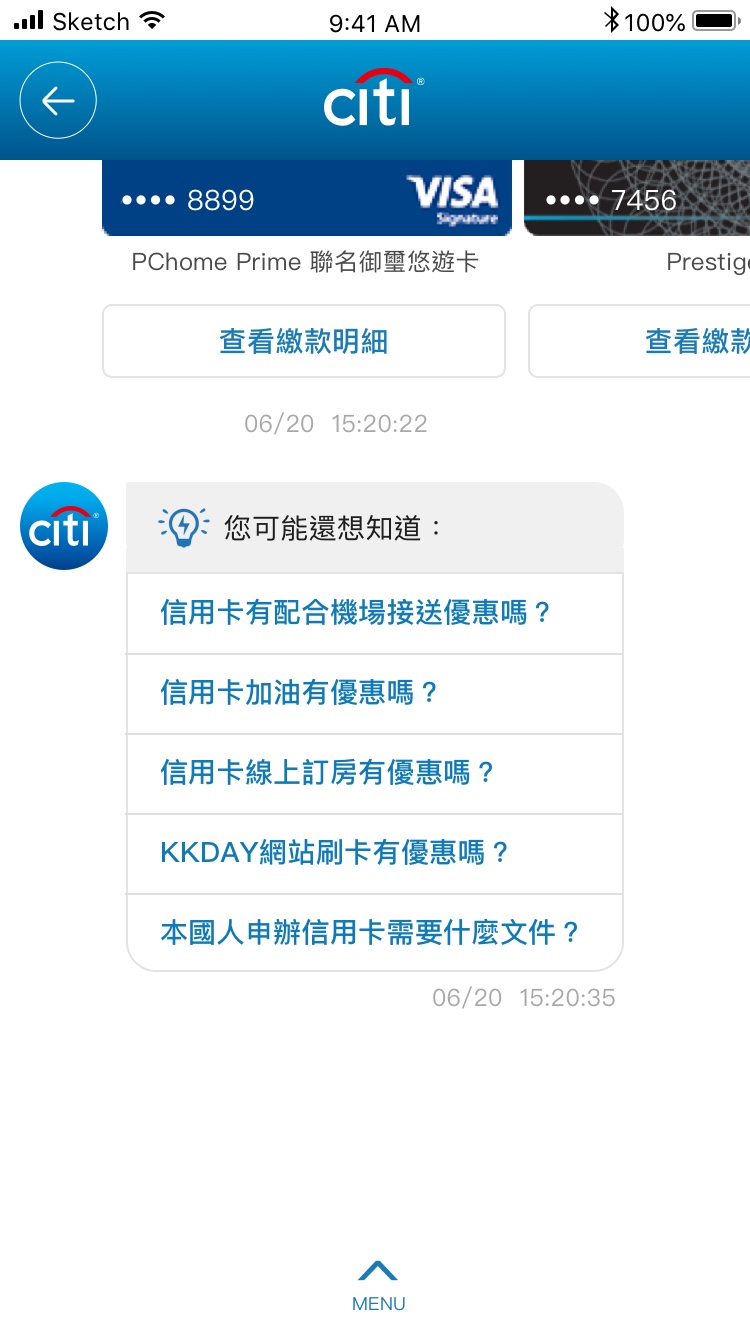 Sketch 9:41 AM 100%
citi®
•••• 8899 VISA •••• 7456
Signature
PChome Prime 聯名御璽悠遊卡 Prestig
查看繳款明細 查看繳款
06/20 15:20:22
citi® 您可能還想知道：
信用卡有配合機場接送優惠嗎？
信用卡加油有優惠嗎？
信用卡線上訂房有優惠嗎？
KKDAY網站刷卡有優惠嗎？
本國人申辦信用卡需要什麼文件？
06/20 15:20:35
MENU